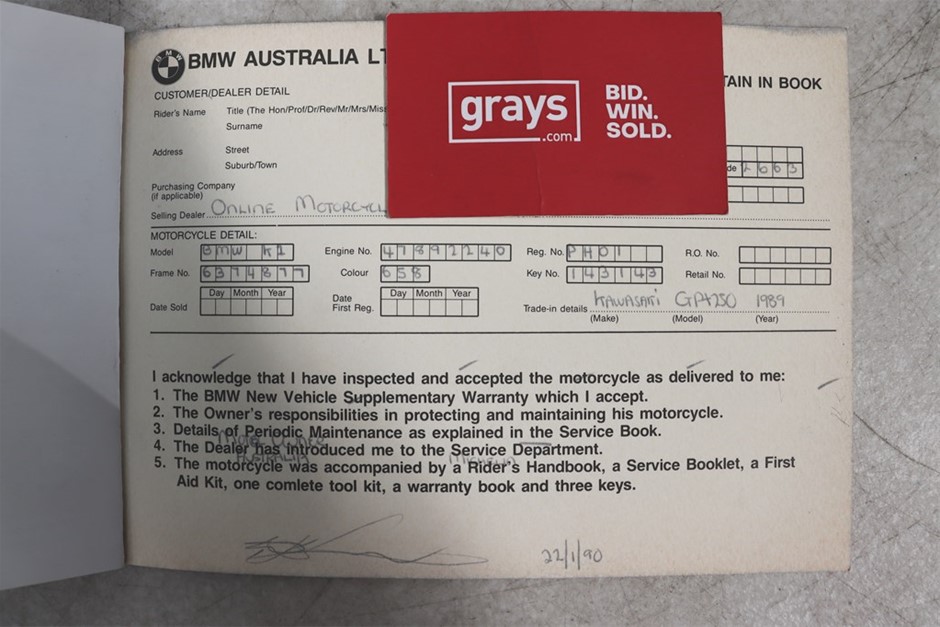 BMW
BMW AUSTRALIA LT
grays
.com
BID.
WIN.
SOLD.
TAIN IN BOOK
CUSTOMER/DEALER DETAIL
Rider's Name Title (The Hon/Prof/Dr/Rev/Mr/Mrs/Miss
Surname
Address Street
Suburb/Town
de 2663
Purchasing Company
(if applicable)
Selling Dealer ONLINE MOTORCYCL
MOTORCYCLE DETAIL:
Model BMW K1 Engine No. 47892240 Reg. No. PH01 R.O. No.
Frame No. 6374877 Colour 658 Key No. 143143 Retail No.
Day Month Year Day Month Year
Date Sold Date First Reg. Trade-in details KAWASAKI GPX250 1989
(Make) (Model) (Year)
I acknowledge that I have inspected and accepted the motorcycle as delivered to me:
1. The BMW New Vehicle Supplementary Warranty which I accept.
2. The Owner's responsibilities in protecting and maintaining his motorcycle.
3. Details of Periodic Maintenance as explained in the Service Book.
4. The Dealer has introduced me to the Service Department.
AUSTRALIA
5. The motorcycle was accompanied by a Rider's Handbook, a Service Booklet, a First
Aid Kit, one comlete tool kit, a warranty book and three keys.
22/1/90